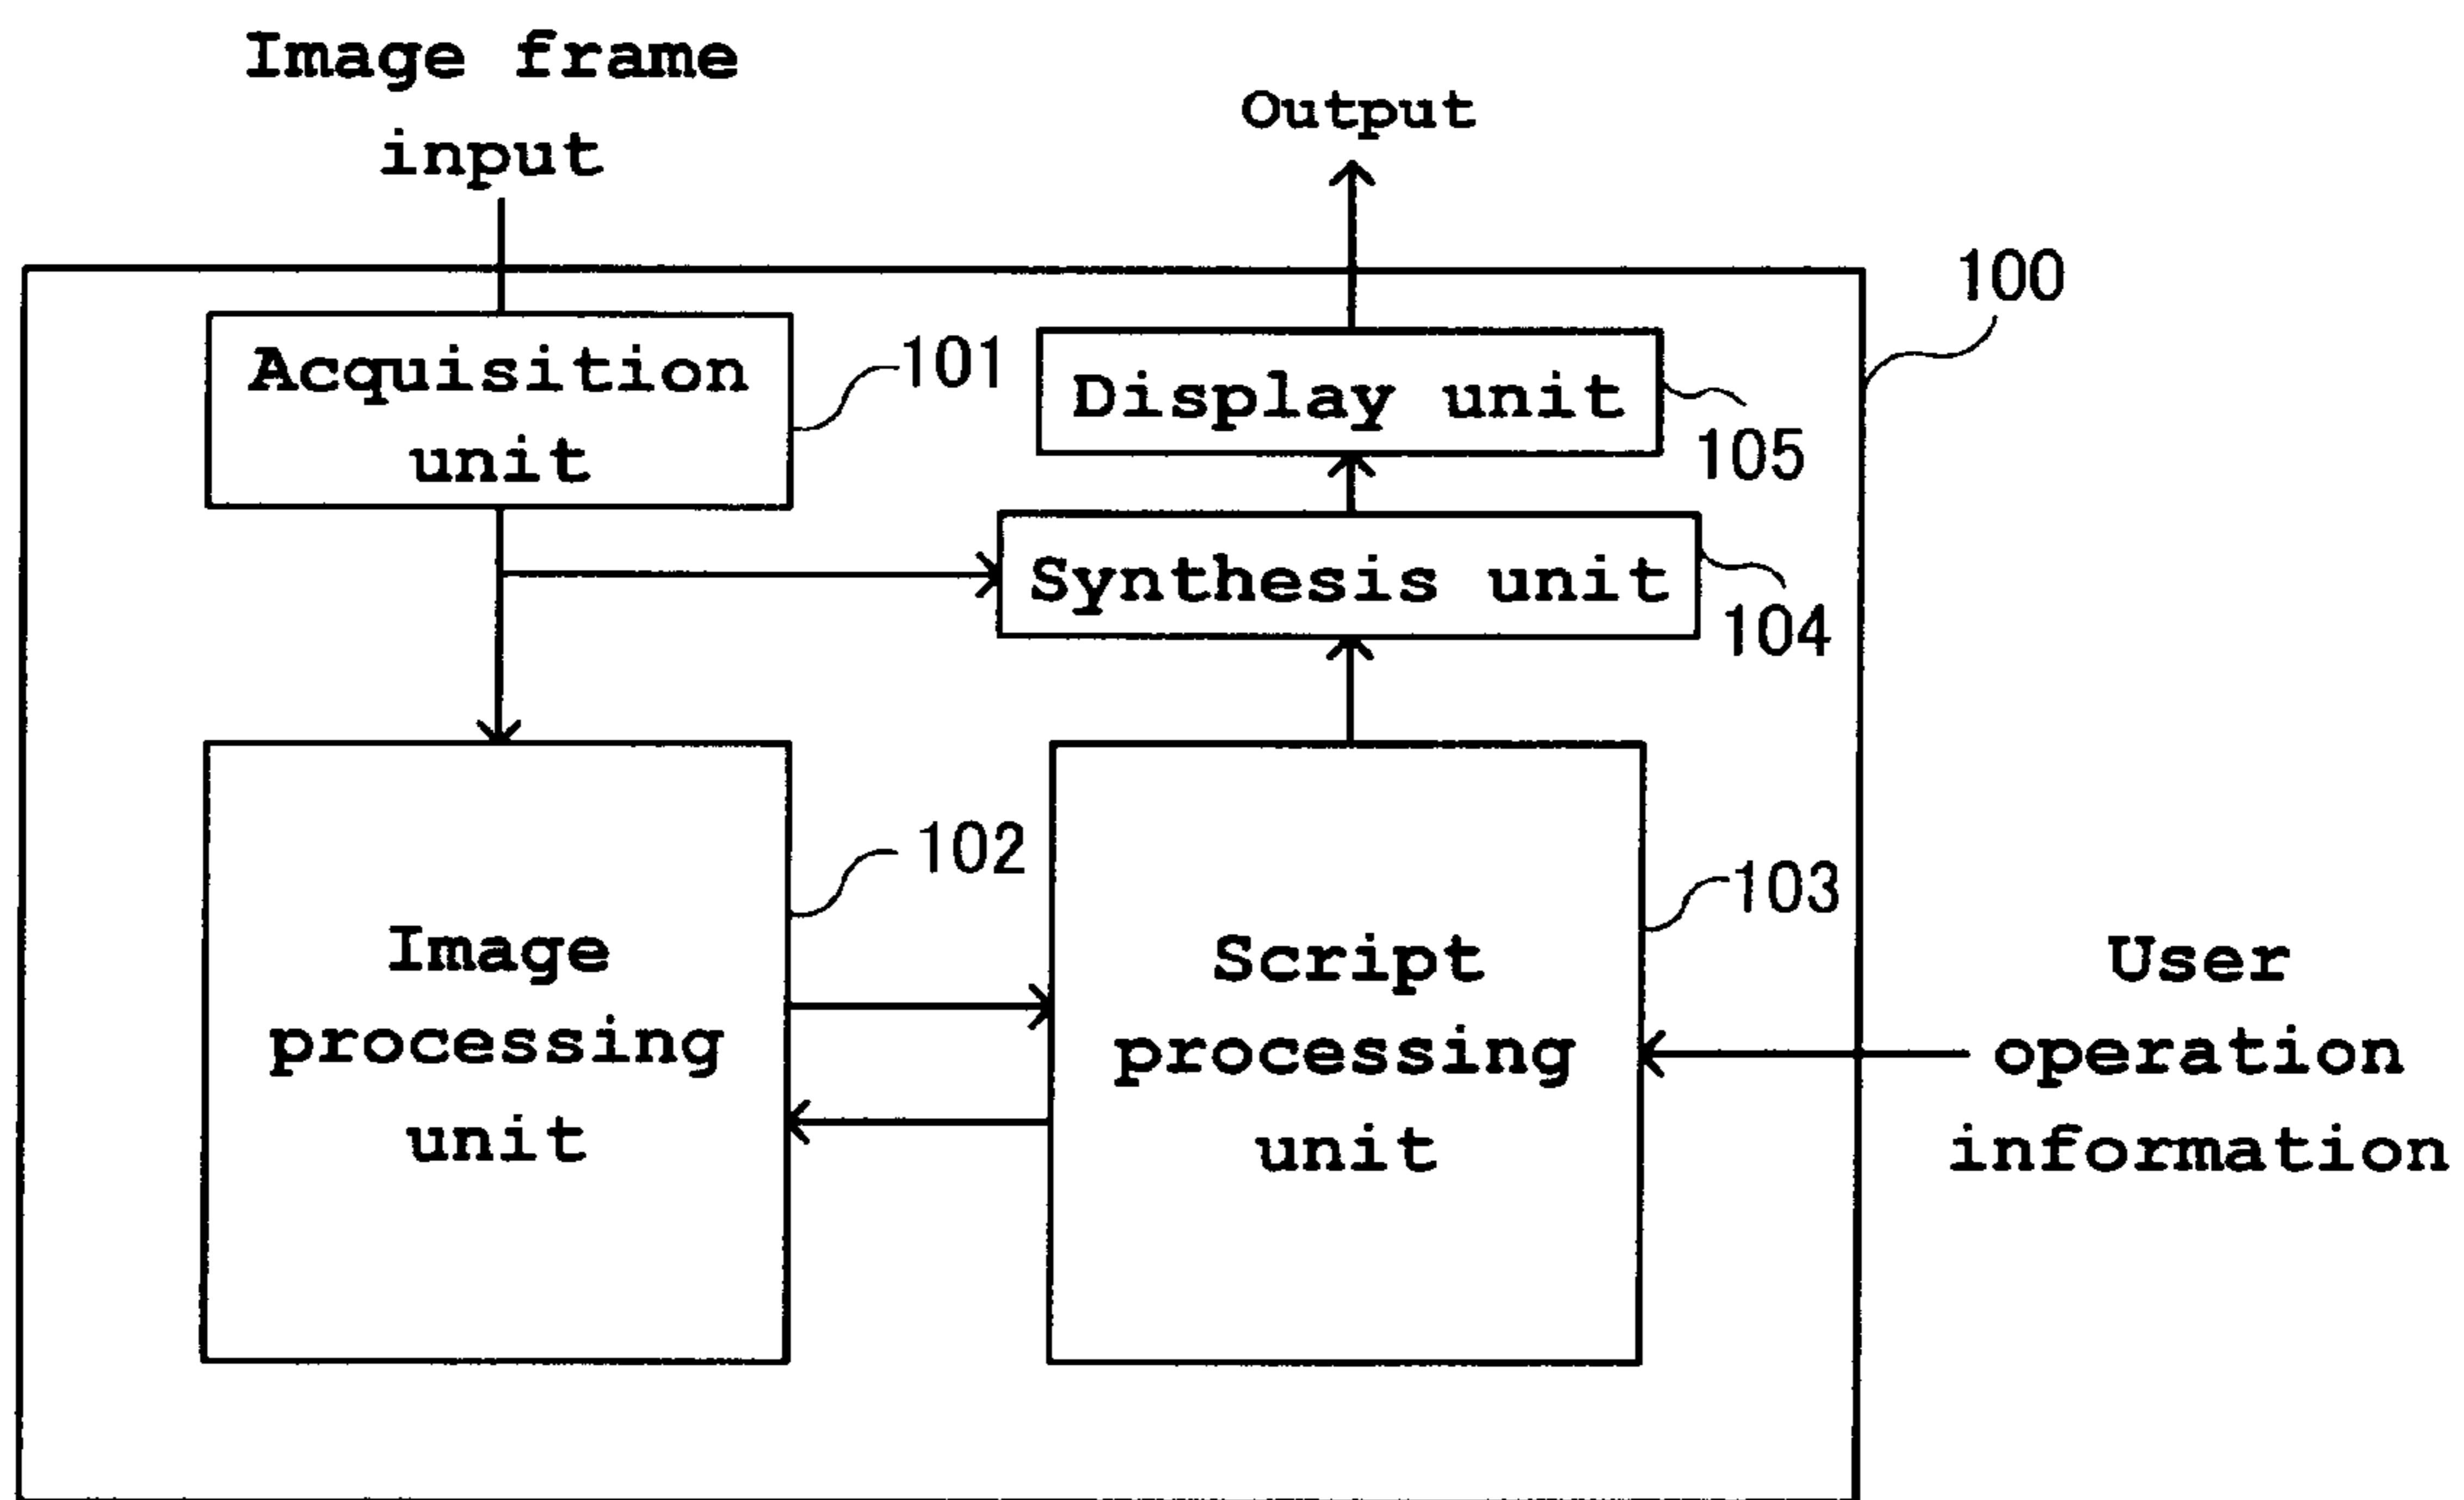 Image frame
input
Output
100
Acquisition
unit
101
Display unit
105
Synthesis unit
104
Image
processing
unit
102
Script
processing
unit
103
User
operation
information